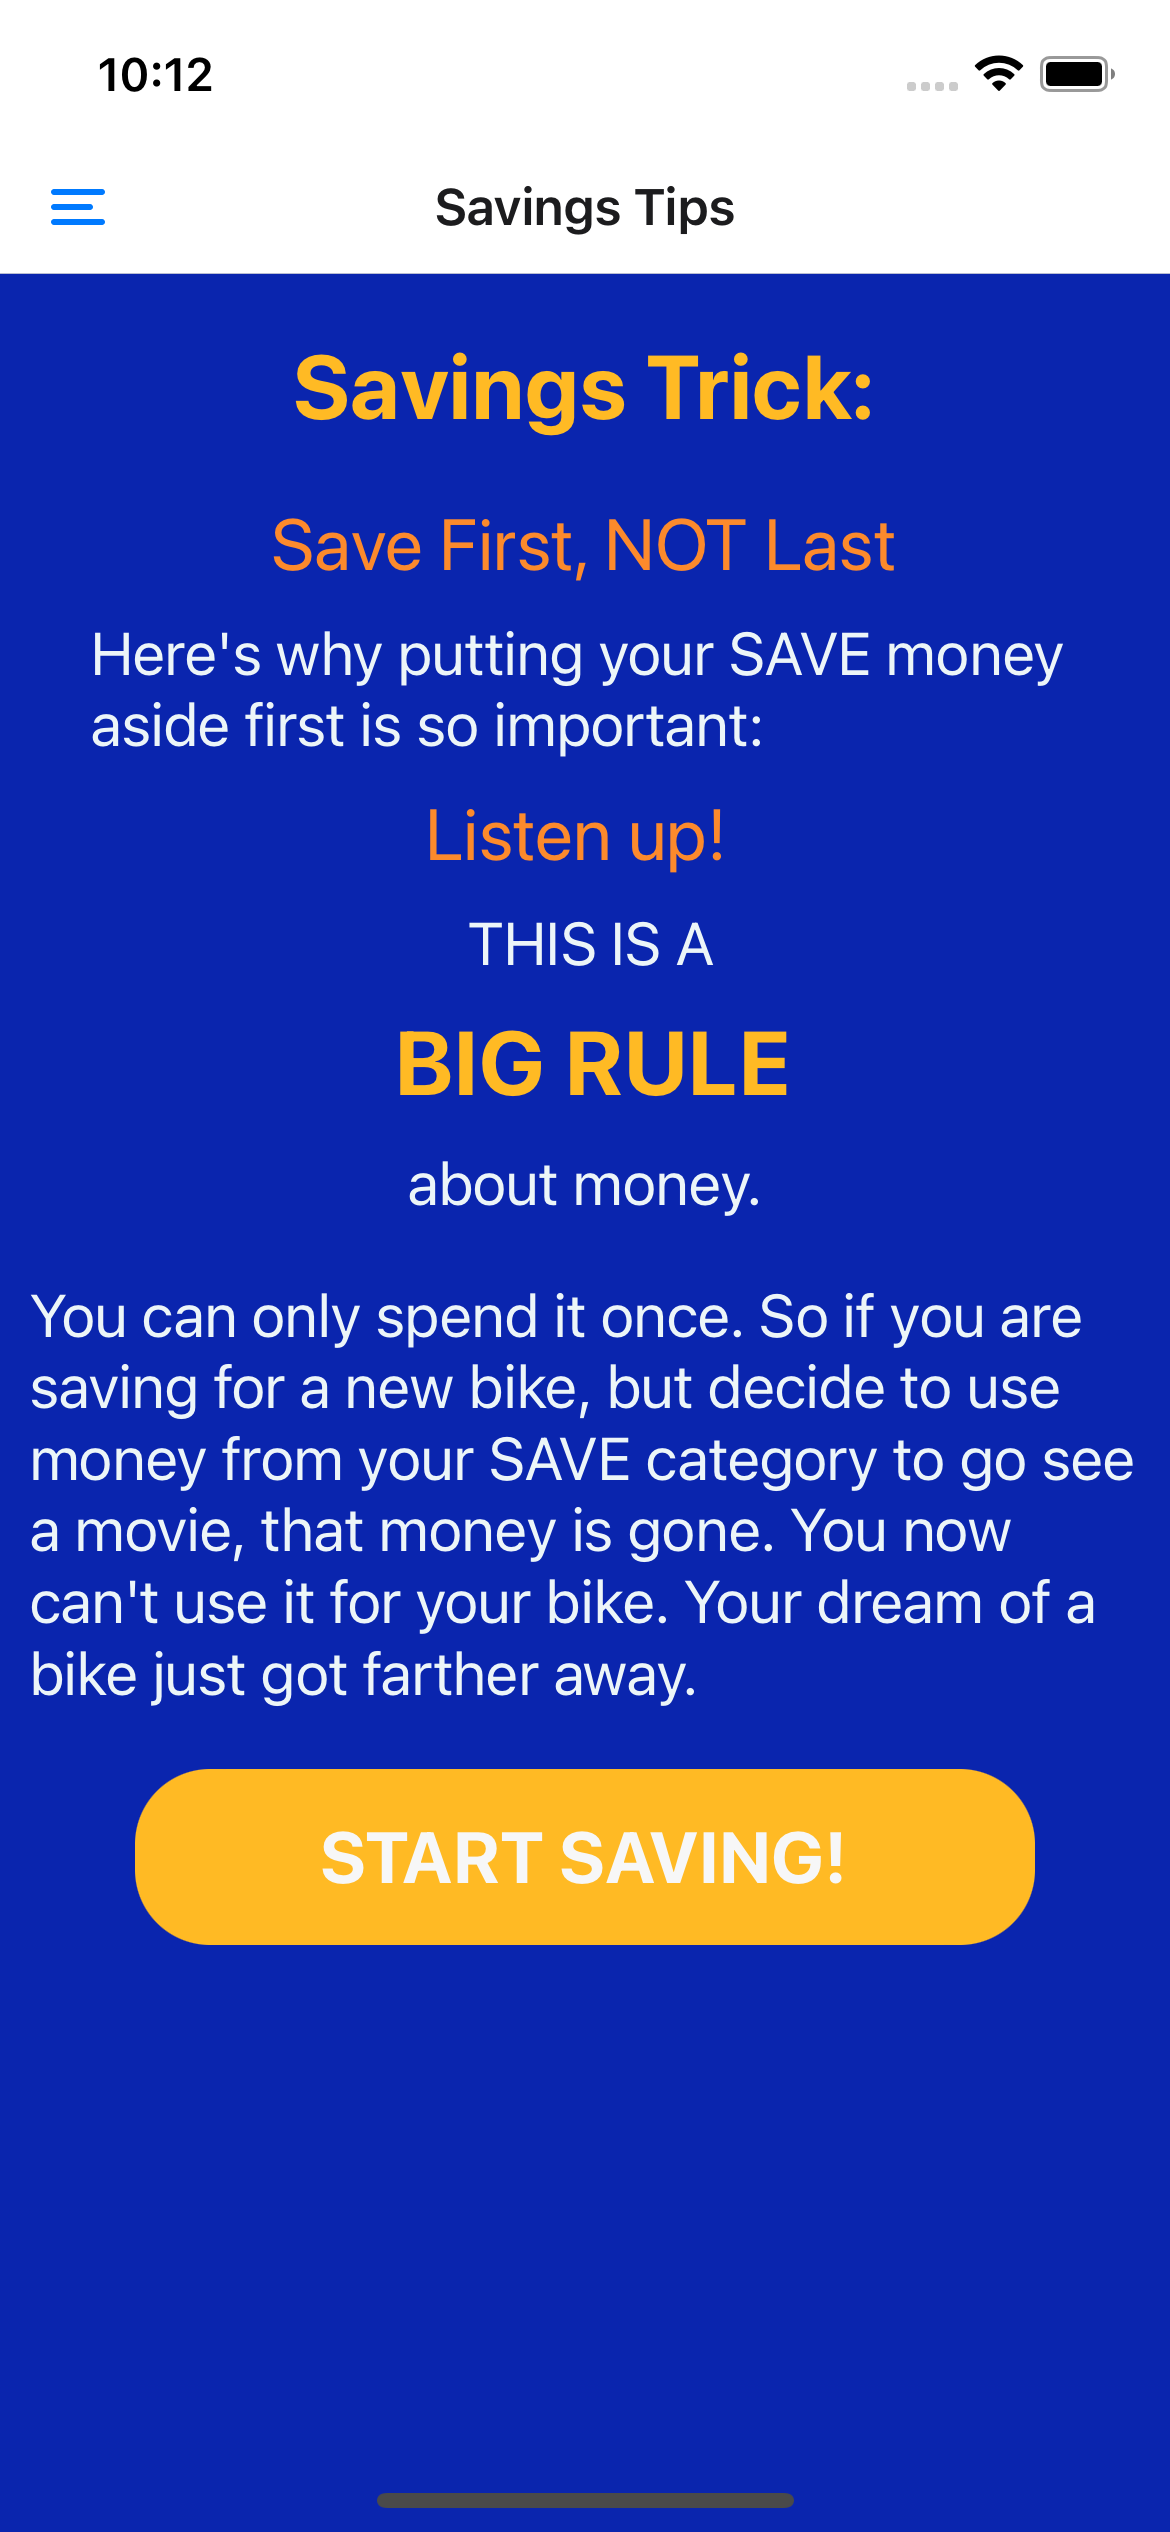 10:12
Savings Tips
Savings Trick:
Save First, NOT Last
Here's why putting your SAVE money
aside first is so important:
Listen up!
THIS IS A
BIG RULE
about money.
You can only spend it once. So if you are
saving for a new bike, but decide to use
money from your SAVE category to go see
a movie, that money is gone. You now
can't use it for your bike. Your dream of a
bike just got farther away.
START SAVING!